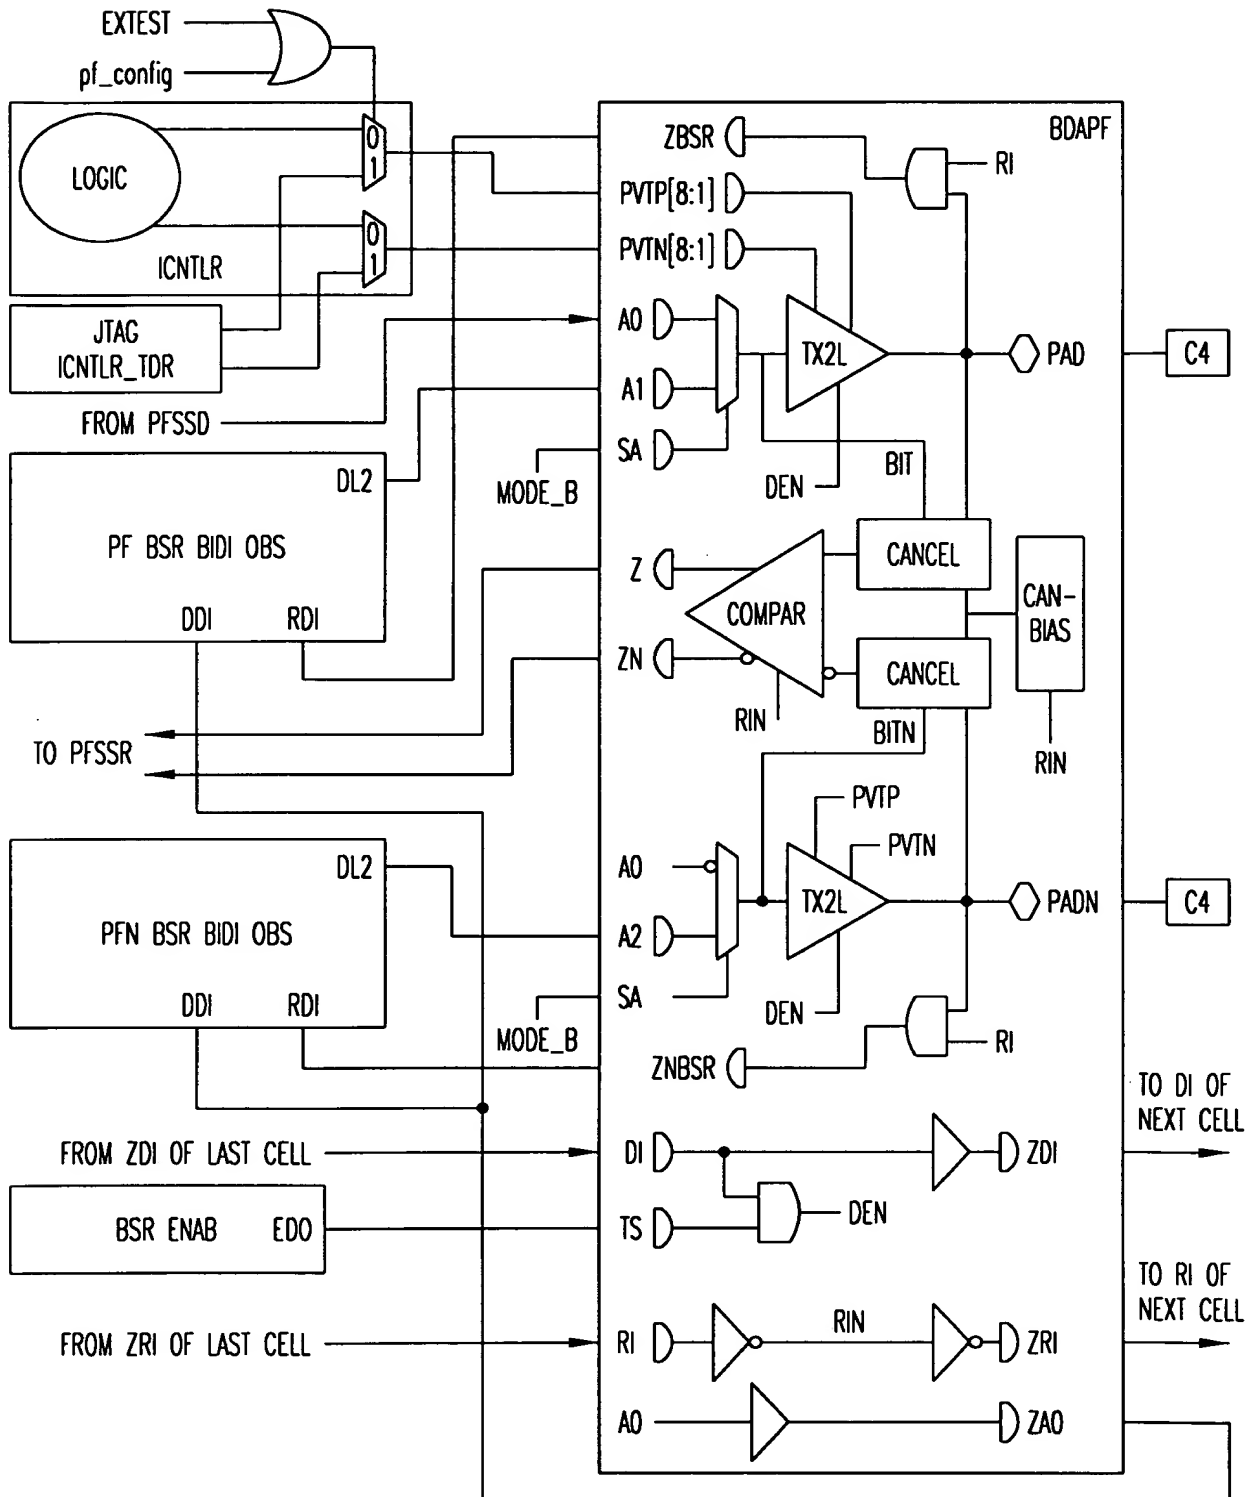 EXTEST
pf_config
LOGIC
0
1
0
1
ICNTLR
JTAG
ICNTLR_TDR
FROM PFSSD
DL2
PF BSR BIDI OBS
DDI RDI
TO PFSSR
DL2
PFN BSR BIDI OBS
DDI RDI
FROM ZDI OF LAST CELL
BSR ENAB EDO
FROM ZRI OF LAST CELL
MODE_B
MODE_B
BDAPF
ZBSR
RI
PVTP[8:1]
PVTN[8:1]
A0
TX2L
PAD
C4
A1
SA
BIT
DEN
CANCEL
Z
COMPAR
CAN-
BIAS
ZN
CANCEL
RIN
BITN
RIN
PVTP
PVTN
A0
TX2L
PADN
C4
A2
SA
DEN
RI
ZNBSR
TO DI OF
NEXT CELL
DI
ZDI
DEN
TS
TO RI OF
NEXT CELL
RI
RIN
ZRI
A0
ZA0